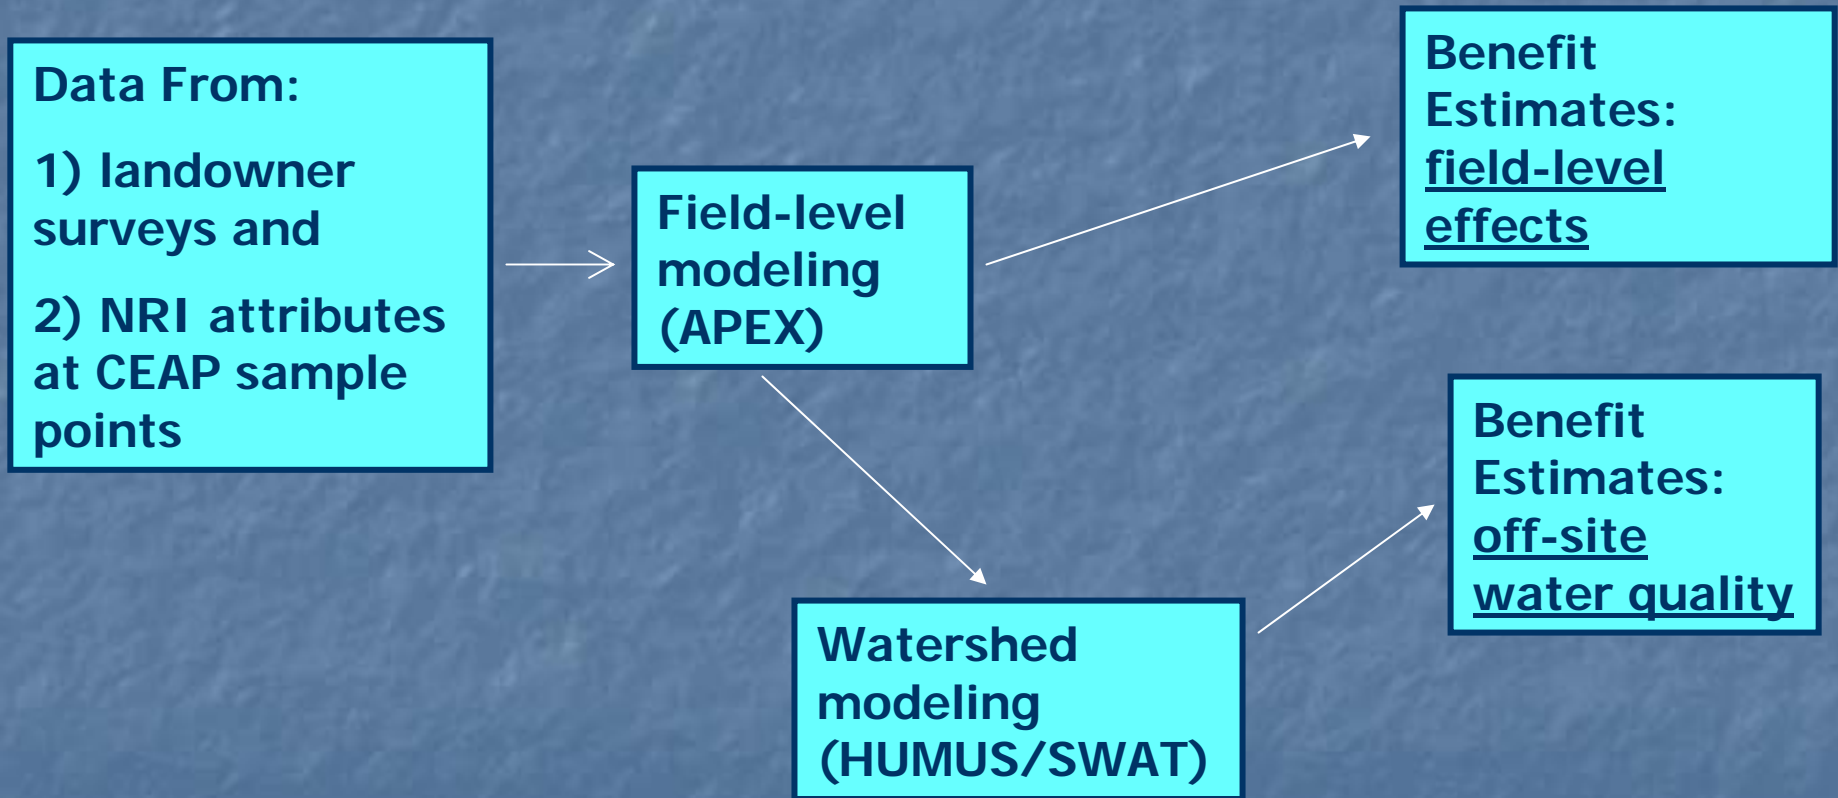 Data From:
1) landowner
surveys and
2) NRI attributes
at CEAP sample
points
Field-level
modeling
(APEX)
Benefit
Estimates:
field-level
effects
Watershed
modeling
(HUMUS/SWAT)
Benefit
Estimates:
off-site
water quality